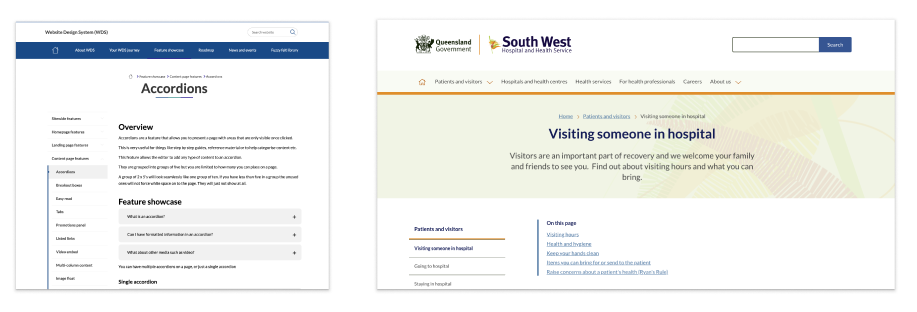 Website Design System (WDS)
Search website
About WDS
Your WDS journey
Feature showcase
Roadmap
News and events
Fuzzy felt library
> Feature showcase > Content page features > Accordions
Accordions
Sitewide features
Homepage features
Landing page features
Content page features
Accordions
Breakout boxes
Easy read
Tabs
Promotions panel
Listed links
Video embed
Multi-column content
Image float
Overview
Accordions are a feature that allows you to present a page with areas that are only visible once clicked.
This is very useful for things like step by step guides, reference material or to help categorise content etc.
This feature allows the editor to add any type of content to an accordion.
They are grouped into groups of five but you are limited to how many you can place on a page.
A group of 2 x 5's will look seamlessly like one group of ten. If you have less than five in a group the unused
ones will not force white space on to the page. They will just not show at all.
Feature showcase
What is an accordion? +
Can I have formatted information in an accordion? +
What about other media such as video? +
You can have multiple accordions on a page, or just a single accordion
Single accordion
Queensland
Government
South West
Hospital and Health Service
Search
Patients and visitors
Hospitals and health centres
Health services
For health professionals
Careers
About us
Home > Patients and visitors > Visiting someone in hospital
Visiting someone in hospital
Visitors are an important part of recovery and we welcome your family
and friends to see you. Find out about visiting hours and what you can
bring.
Patients and visitors
Visiting someone in hospital
Going to hospital
Staying in hospital
On this page
Visiting hours
Health and hygiene
Keep your hands clean
Items you can bring for or send to the patient
Raise concerns about a patient's health (Ryan's Rule)